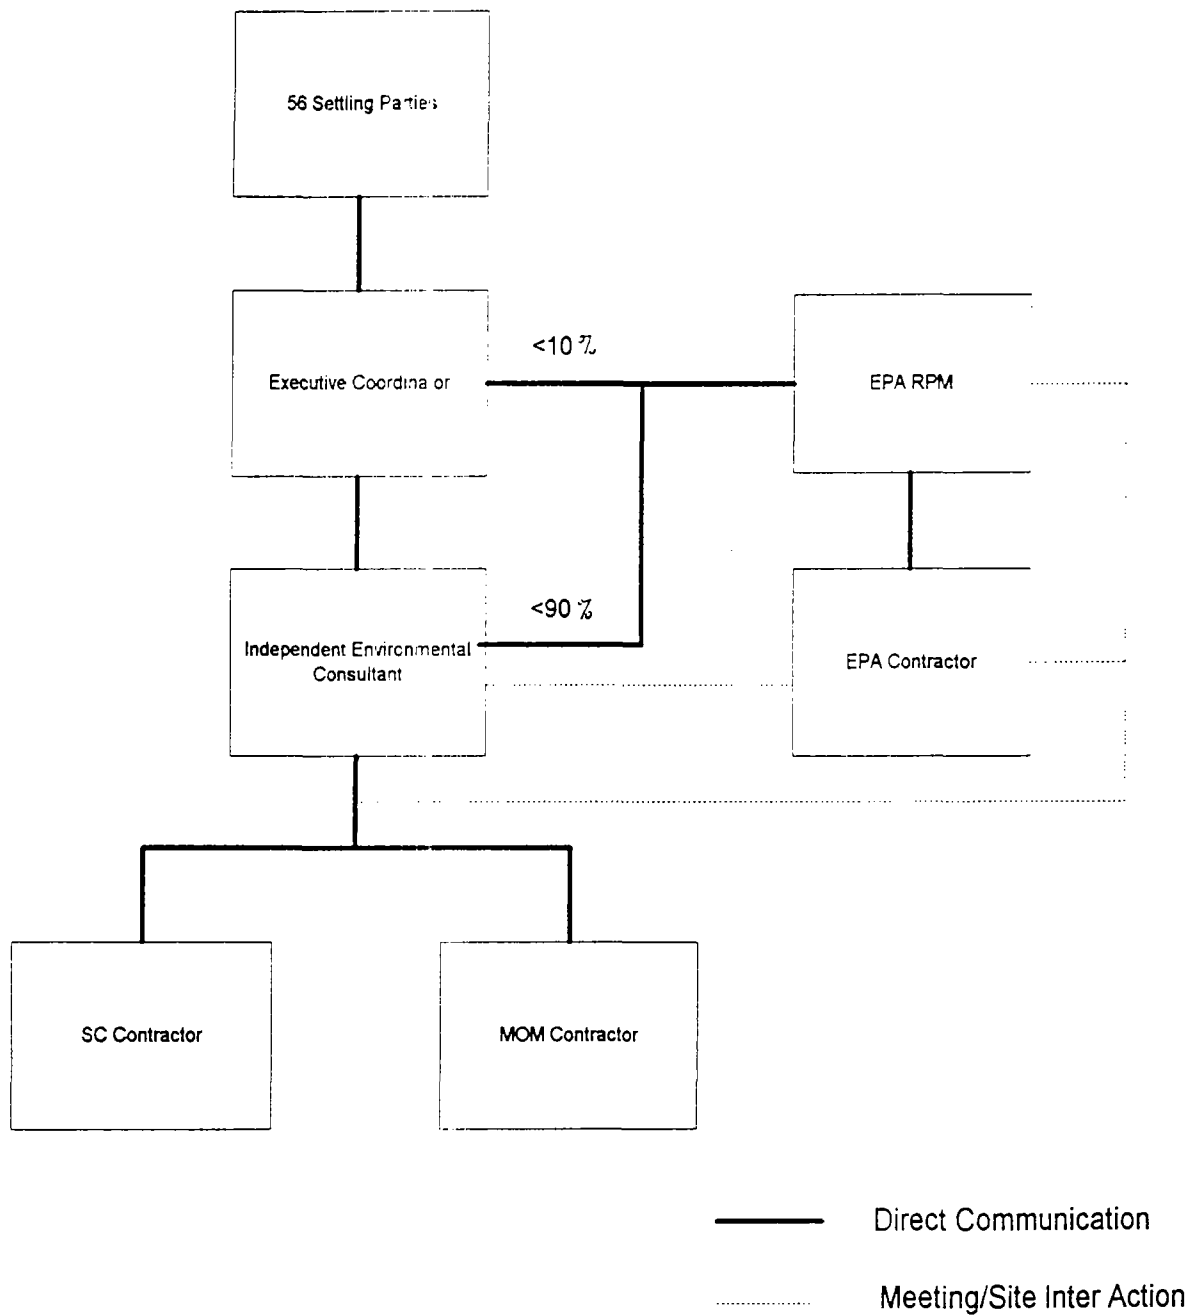 56 Settling Parties
<10 %
Executive Coordinator
EPA RPM
<90 %
Independent Environmental
Consultant
EPA Contractor
SC Contractor
MOM Contractor
Direct Communication
Meeting/Site Inter Action